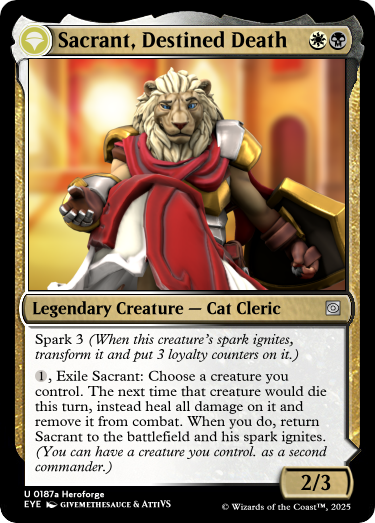 Sacrant, Destined Death
Legendary Creature — Cat Cleric
Spark 3 (When this creature's spark ignites,
transform it and put 3 loyalty counters on it.)
1, Exile Sacrant: Choose a creature you
control. The next time that creature would die
this turn, instead heal all damage on it and
remove it from combat. When you do, return
Sacrant to the battlefield and his spark ignites.
(You can have a creature you control. as a second
commander.)
2/3
U 0187a Heroforge
EYE GIVEMETHESAUCE & ATTIVS
© Wizards of the Coast™, 2025